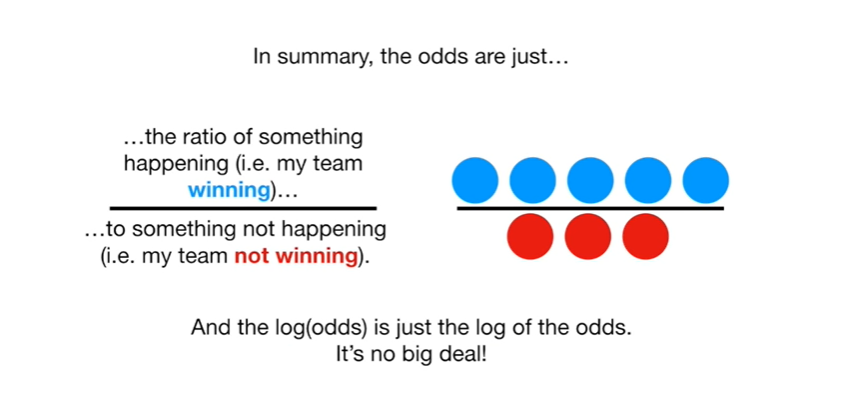 In summary, the odds are just…
…the ratio of something
happening (i.e. my team
winning)…
…to something not happening
(i.e. my team not winning).
And the log(odds) is just the log of the odds.
It’s no big deal!